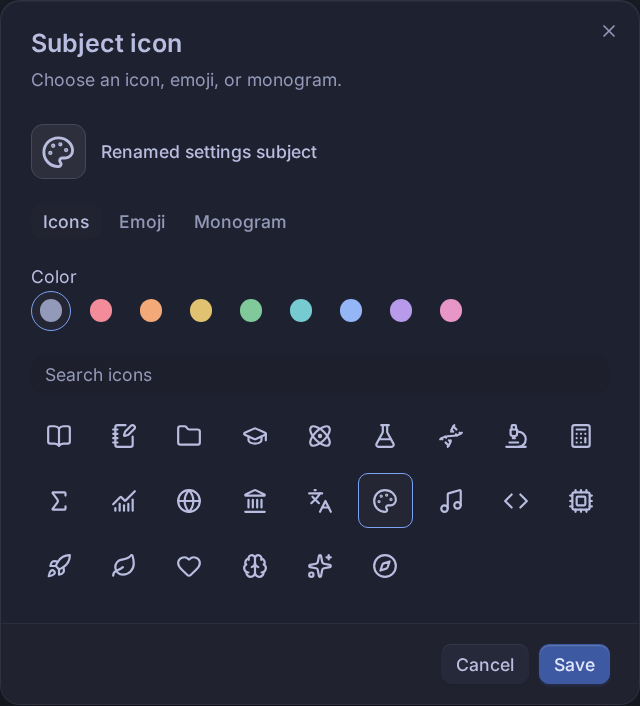 Subject icon
Choose an icon, emoji, or monogram.
Renamed settings subject
Icons Emoji Monogram
Color
Search icons
Cancel Save